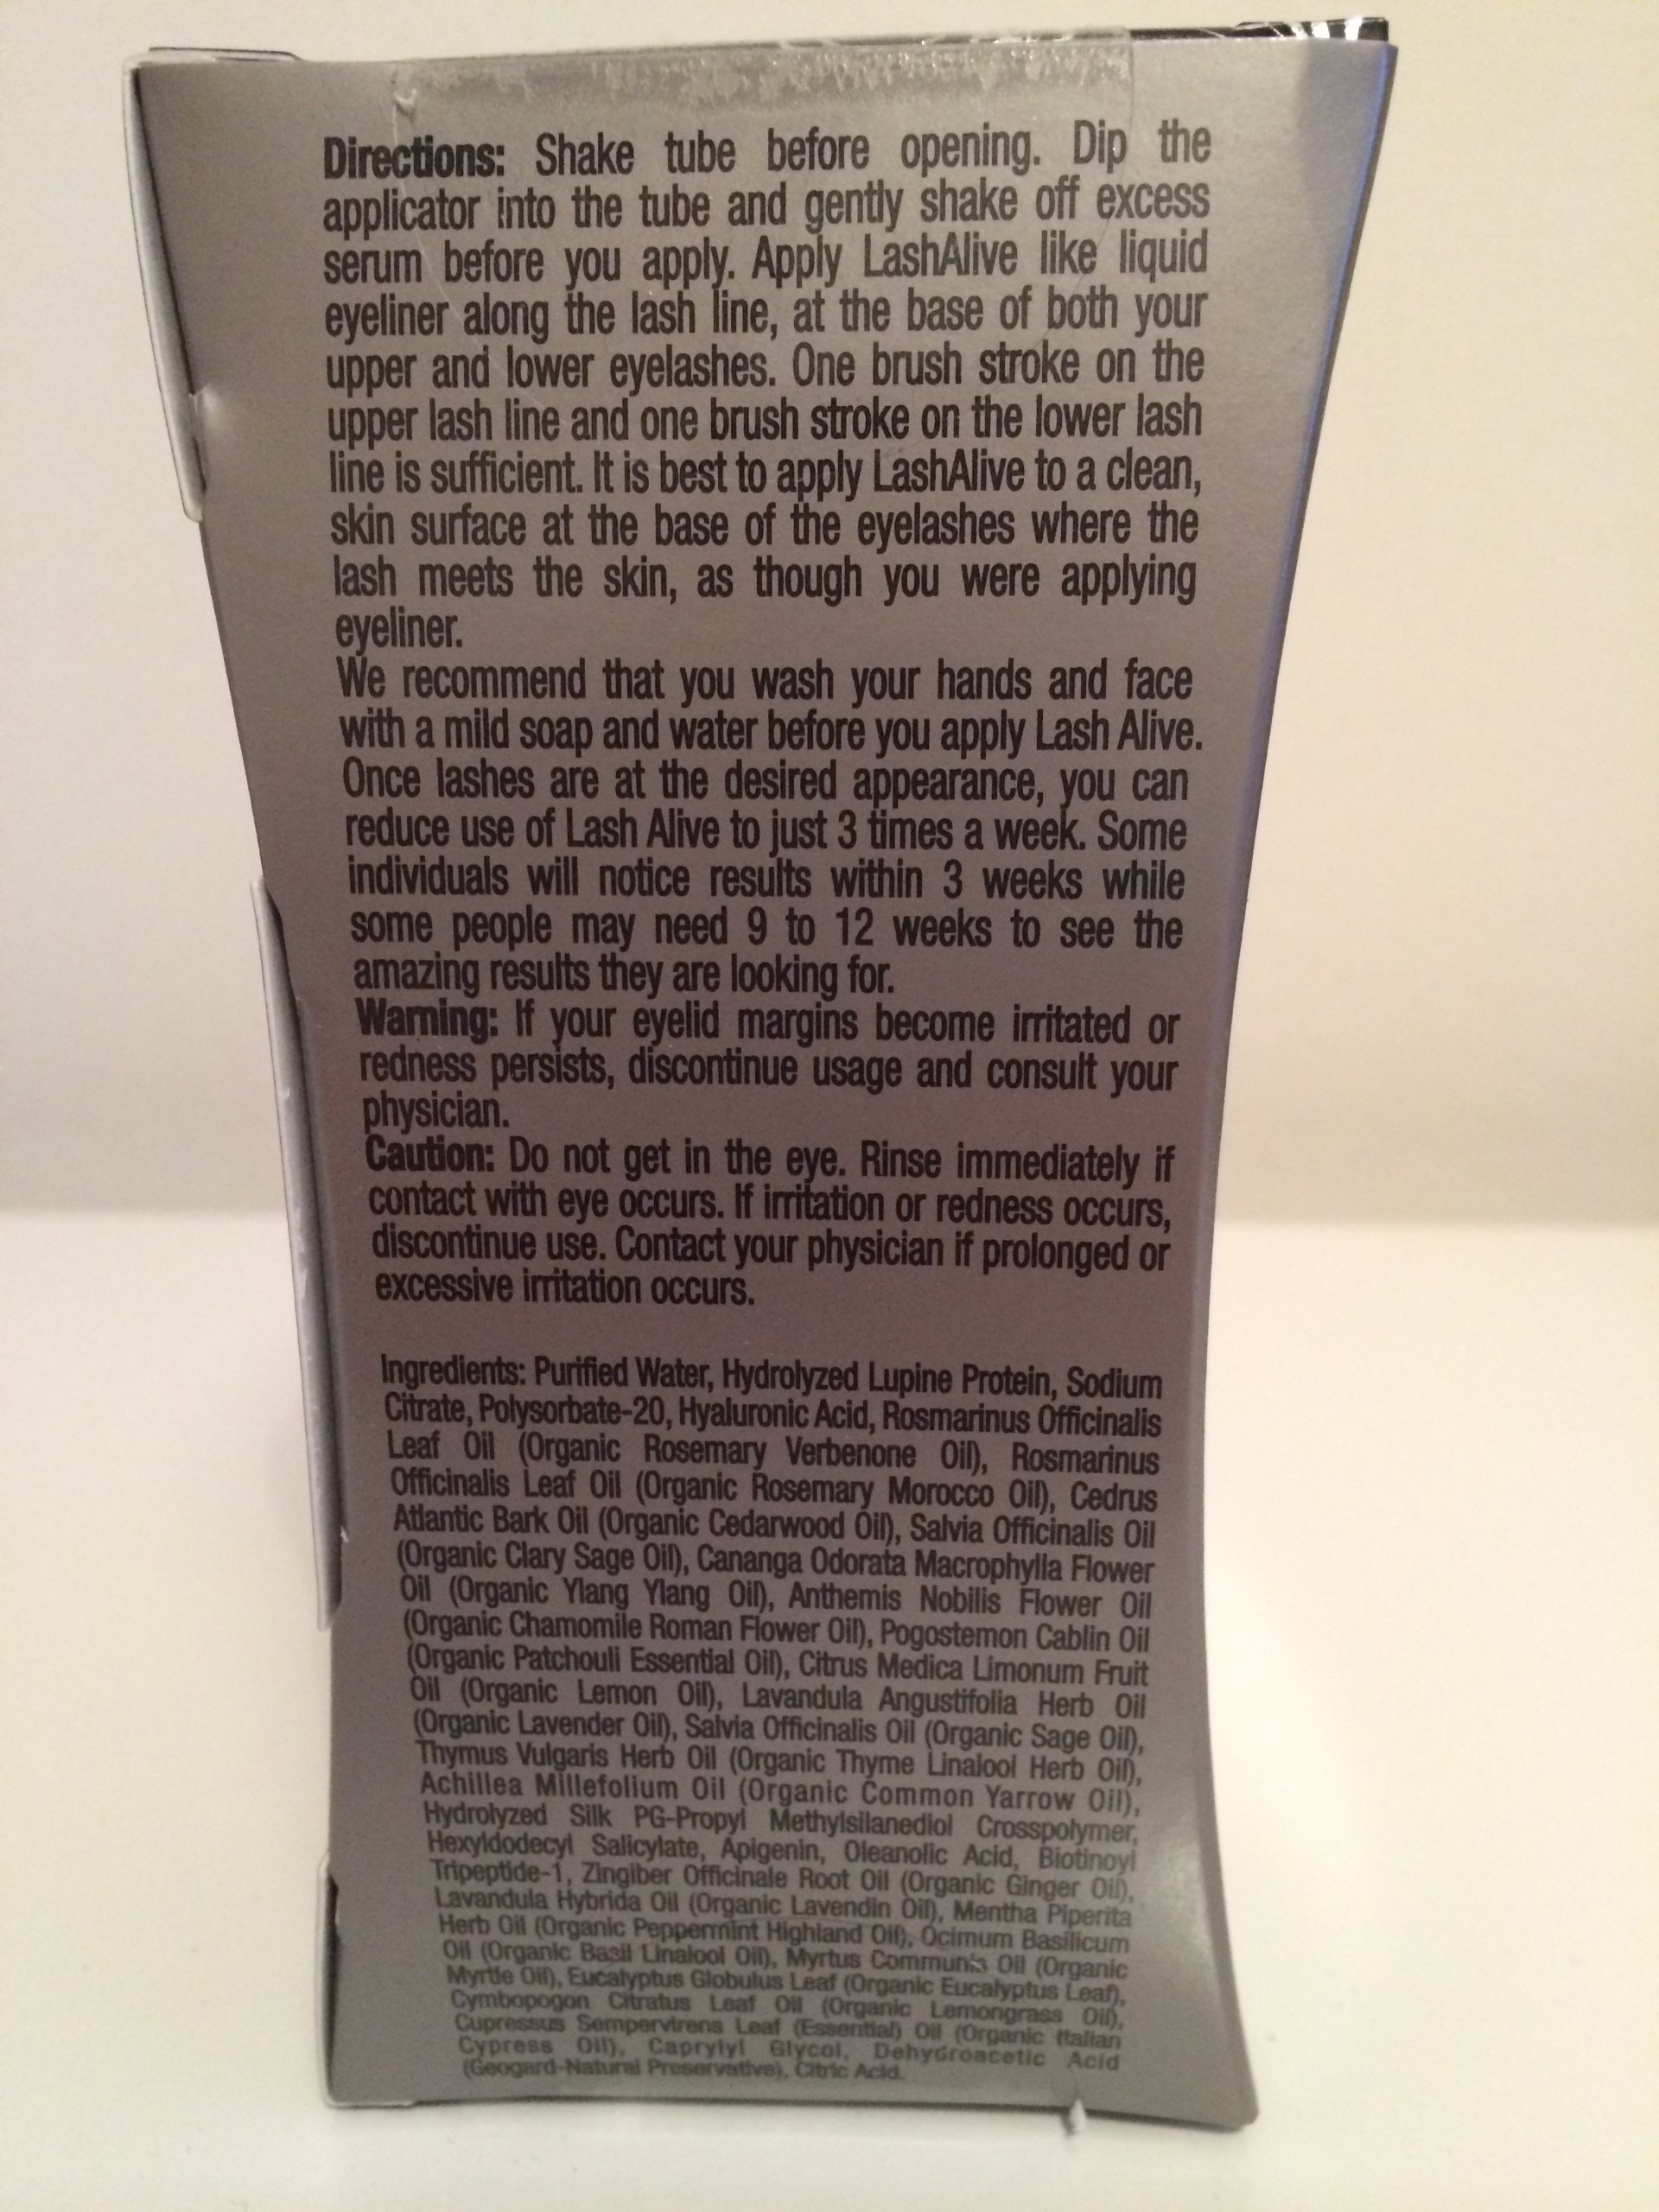 Directions: Shake tube before opening. Dip the
applicator into the tube and gently shake off excess
serum before you apply. Apply LashAlive like liquid
eyeliner along the lash line, at the base of both your
upper and lower eyelashes. One brush stroke on the
upper lash line and one brush stroke on the lower lash
line is sufficient. It is best to apply LashAlive to a clean,
skin surface at the base of the eyelashes where the
lash meets the skin, as though you were applying
eyeliner.
We recommend that you wash your hands and face
with a mild soap and water before you apply Lash Alive.
Once lashes are at the desired appearance, you can
reduce use of Lash Alive to just 3 times a week. Some
individuals will notice results within 3 weeks while
some people may need 9 to 12 weeks to see the
amazing results they are looking for.
Warning: If your eyelid margins become irritated or
redness persists, discontinue usage and consult your
physician.
Caution: Do not get in the eye. Rinse immediately if
contact with eye occurs. If irritation or redness occurs,
discontinue use. Contact your physician if prolonged or
excessive irritation occurs.
Ingredients: Purified Water, Hydrolyzed Lupine Protein, Sodium
Citrate, Polysorbate-20, Hyaluronic Acid, Rosmarinus Officinalis
Leaf Oil (Organic Rosemary Verbenone Oil), Rosmarinus
Officinalis Leaf Oil (Organic Rosemary Morocco Oil), Cedrus
Atlantic Bark Oil (Organic Cedarwood Oil), Salvia Officinalis Oil
(Organic Clary Sage Oil), Cananga Odorata Macrophylla Flower
Oil (Organic Ylang Ylang Oil), Anthemis Nobilis Flower Oil
(Organic Chamomile Roman Flower Oil), Pogostemon Cablin Oil
(Organic Patchouli Essential Oil), Citrus Medica Limonum Fruit
Oil (Organic Lemon Oil), Lavandula Angustifolia Herb Oil
(Organic Lavender Oil), Salvia Officinalis Oil (Organic Sage Oil),
Thymus Vulgaris Herb Oil (Organic Thyme Linalool Herb Oil),
Achillea Millefolium Oil (Organic Common Yarrow Oil),
Hydrolyzed Silk PG-Propyl Methylsilanediol Crosspolymer,
Hexyldodecyl Salicylate, Apigenin, Oleanolic Acid, Biotinoyl
Tripeptide-1, Zingiber Officinale Root Oil (Organic Ginger Oil),
Lavandula Hybrida Oil (Organic Lavendin Oil), Mentha Piperita
Herb Oil (Organic Peppermint Highland Oil), Ocimum Basilicum
Oil (Organic Basil Linalool Oil), Myrtus Communis Oil (Organic
Myrtle Oil), Eucalyptus Globulus Leaf (Organic Eucalyptus Leaf),
Cymbopogon Citratus Leaf Oil (Organic Lemongrass Oil),
Cupressus Sempervirens Leaf (Essential) Oil (Organic Italian
Cypress Oil), Caprylyl Glycol, Dehydroacetic Acid
(Geogard-Natural Preservative), Citric Acid.